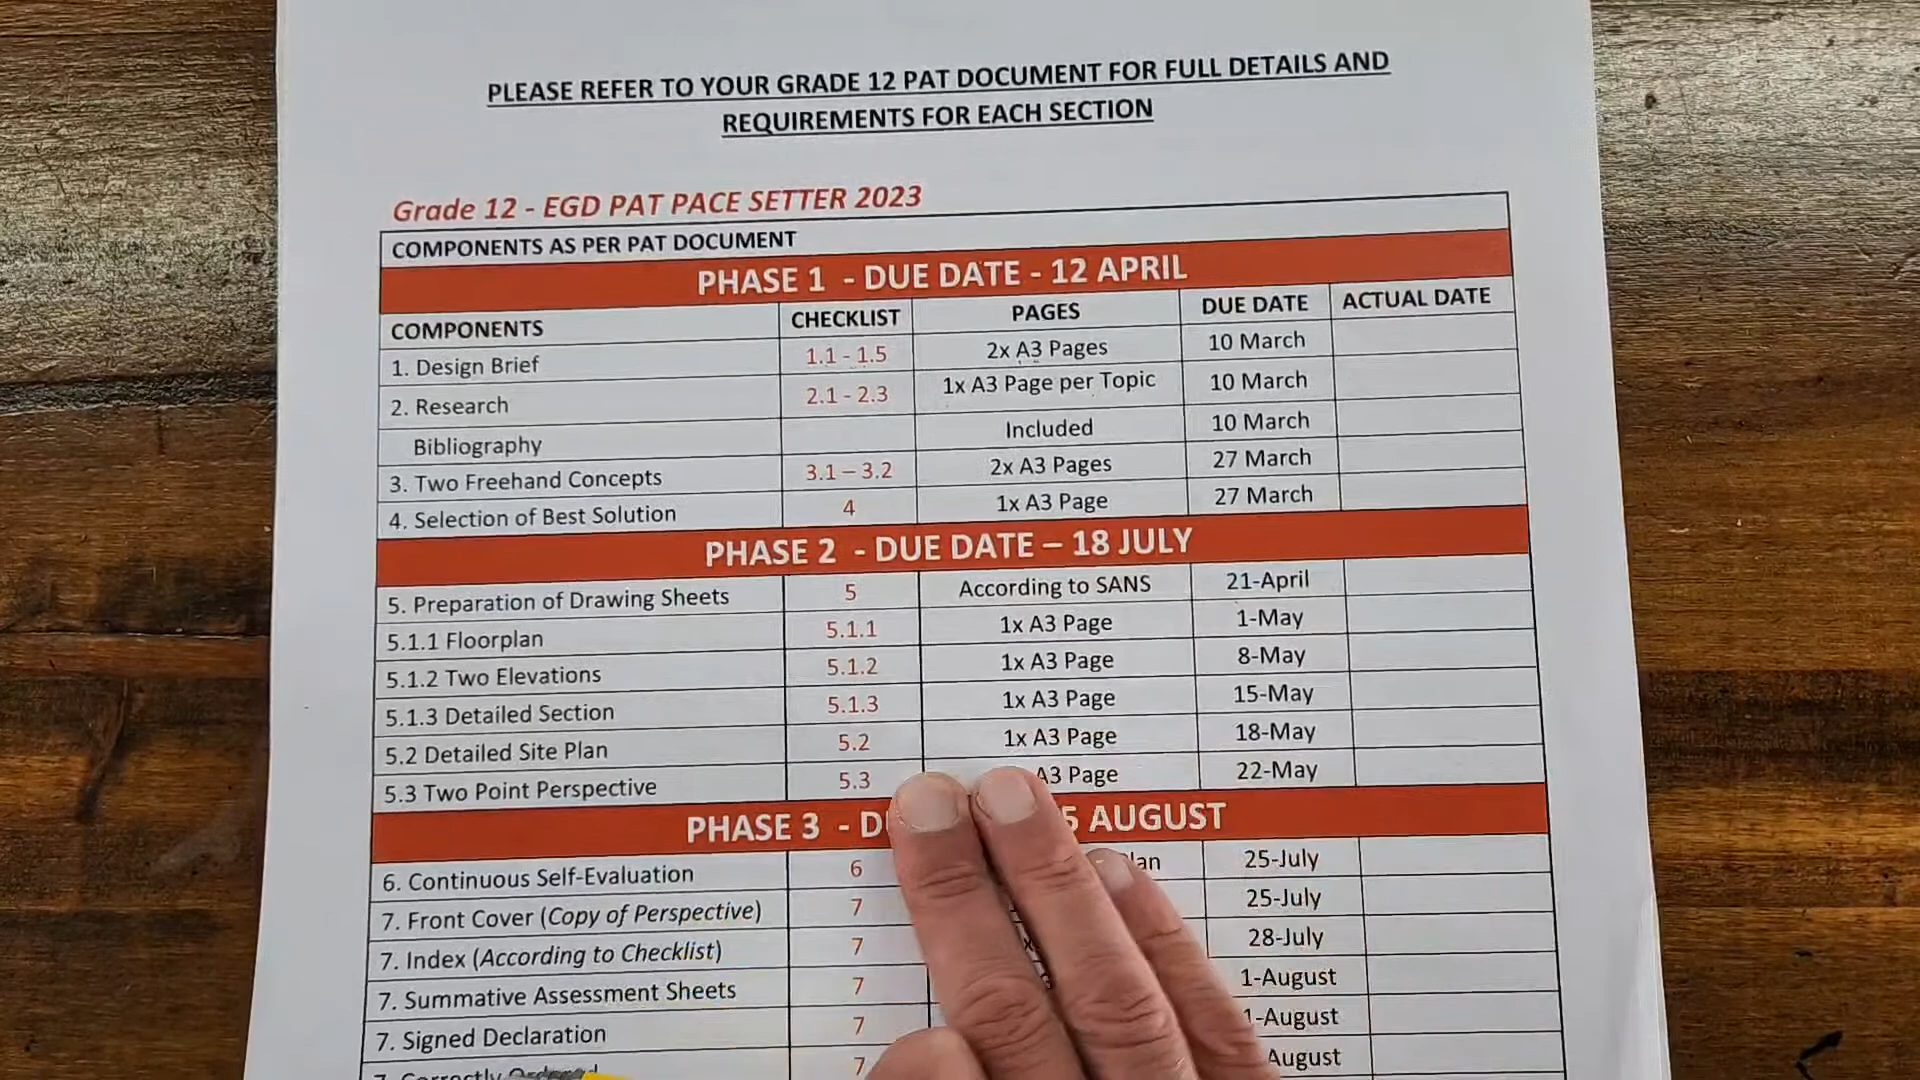 PLEASE REFER TO YOUR GRADE 12 PAT DOCUMENT FOR FULL DETAILS AND
REQUIREMENTS FOR EACH SECTION
Grade 12 - EGD PAT PACE SETTER 2023
COMPONENTS AS PER PAT DOCUMENT
PHASE 1 - DUE DATE - 12 APRIL
COMPONENTS CHECKLIST PAGES DUE DATE ACTUAL DATE
1. Design Brief 1.1 - 1.5 2x A3 Pages 10 March
2. Research 2.1 - 2.3 1x A3 Page per Topic 10 March
Bibliography Included 10 March
3. Two Freehand Concepts 3.1 – 3.2 2x A3 Pages 27 March
4. Selection of Best Solution 4 1x A3 Page 27 March
PHASE 2 - DUE DATE – 18 JULY
5. Preparation of Drawing Sheets 5 According to SANS 21-April
5.1.1 Floorplan 5.1.1 1x A3 Page 1-May
5.1.2 Two Elevations 5.1.2 1x A3 Page 8-May
5.1.3 Detailed Section 5.1.3 1x A3 Page 15-May
5.2 Detailed Site Plan 5.2 1x A3 Page 18-May
5.3 Two Point Perspective 5.3 A3 Page 22-May
PHASE 3 - D 5 AUGUST
6. Continuous Self-Evaluation 6 25-July
7. Front Cover (Copy of Perspective) 7 25-July
7. Index (According to Checklist) 7 28-July
7. Summative Assessment Sheets 7 1-August
7. Signed Declaration 7 1-August
7. Correctly Ordered 7 August